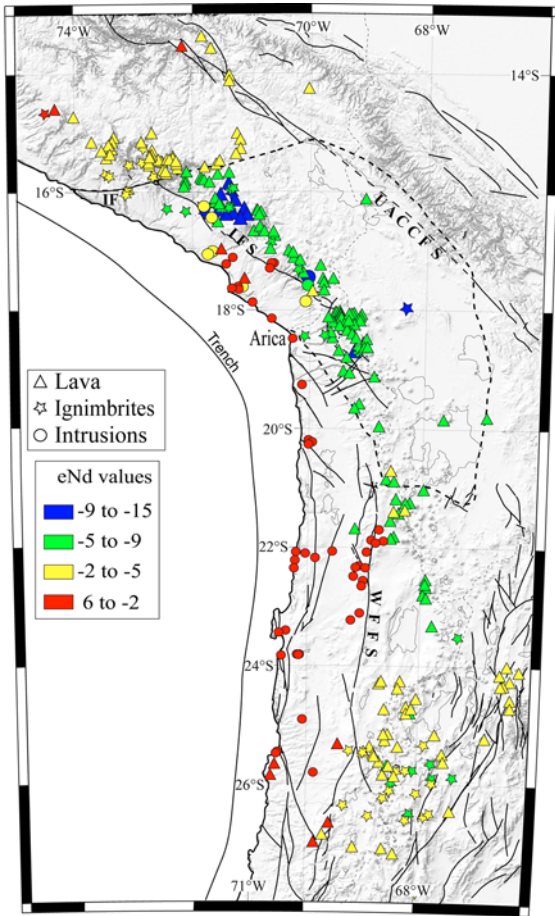 74°W
70°W
68°W
14°S
16°S
IF
IFS
UACCFS
18°S
Arica
Trench
Lava
Ignimbrites
Intrusions
20°S
eNd values
-9 to -15
-5 to -9
-2 to -5
6 to -2
22°S
WFFS
24°S
26°S
71°W
68°W